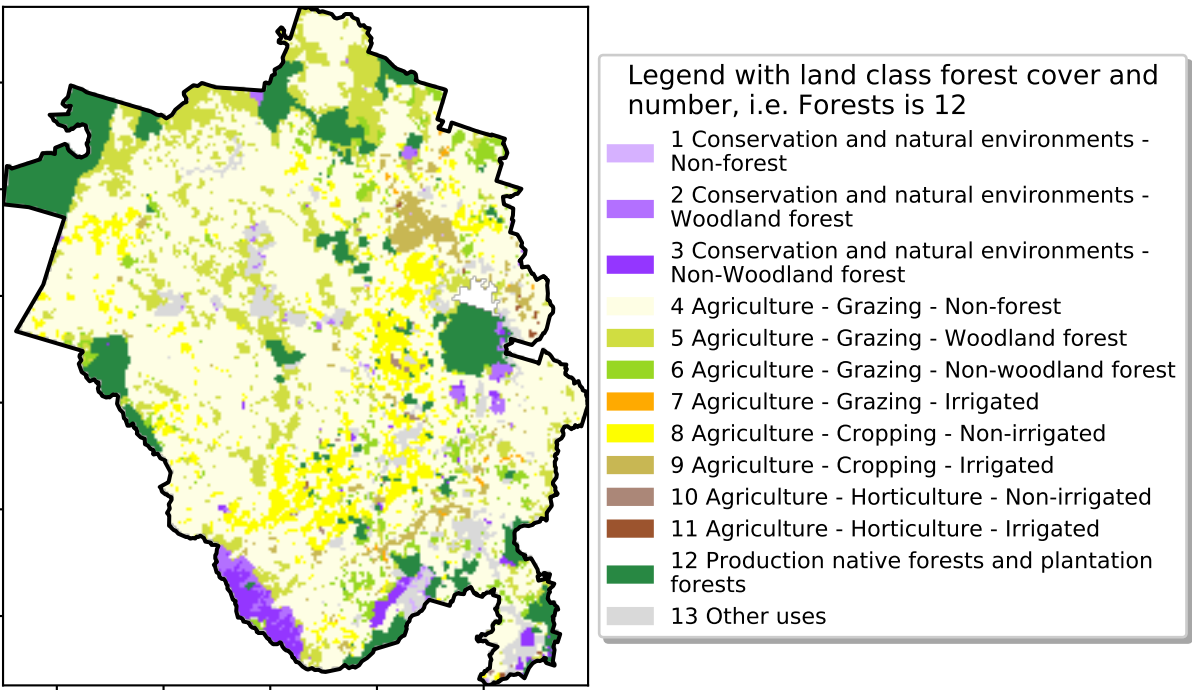 Legend with land class forest cover and
number, i.e. Forests is 12
1 Conservation and natural environments -
Non-forest
2 Conservation and natural environments -
Woodland forest
3 Conservation and natural environments -
Non-Woodland forest
4 Agriculture - Grazing - Non-forest
5 Agriculture - Grazing - Woodland forest
6 Agriculture - Grazing - Non-woodland forest
7 Agriculture - Grazing - Irrigated
8 Agriculture - Cropping - Non-irrigated
9 Agriculture - Cropping - Irrigated
10 Agriculture - Horticulture - Non-irrigated
11 Agriculture - Horticulture - Irrigated
12 Production native forests and plantation
forests
13 Other uses